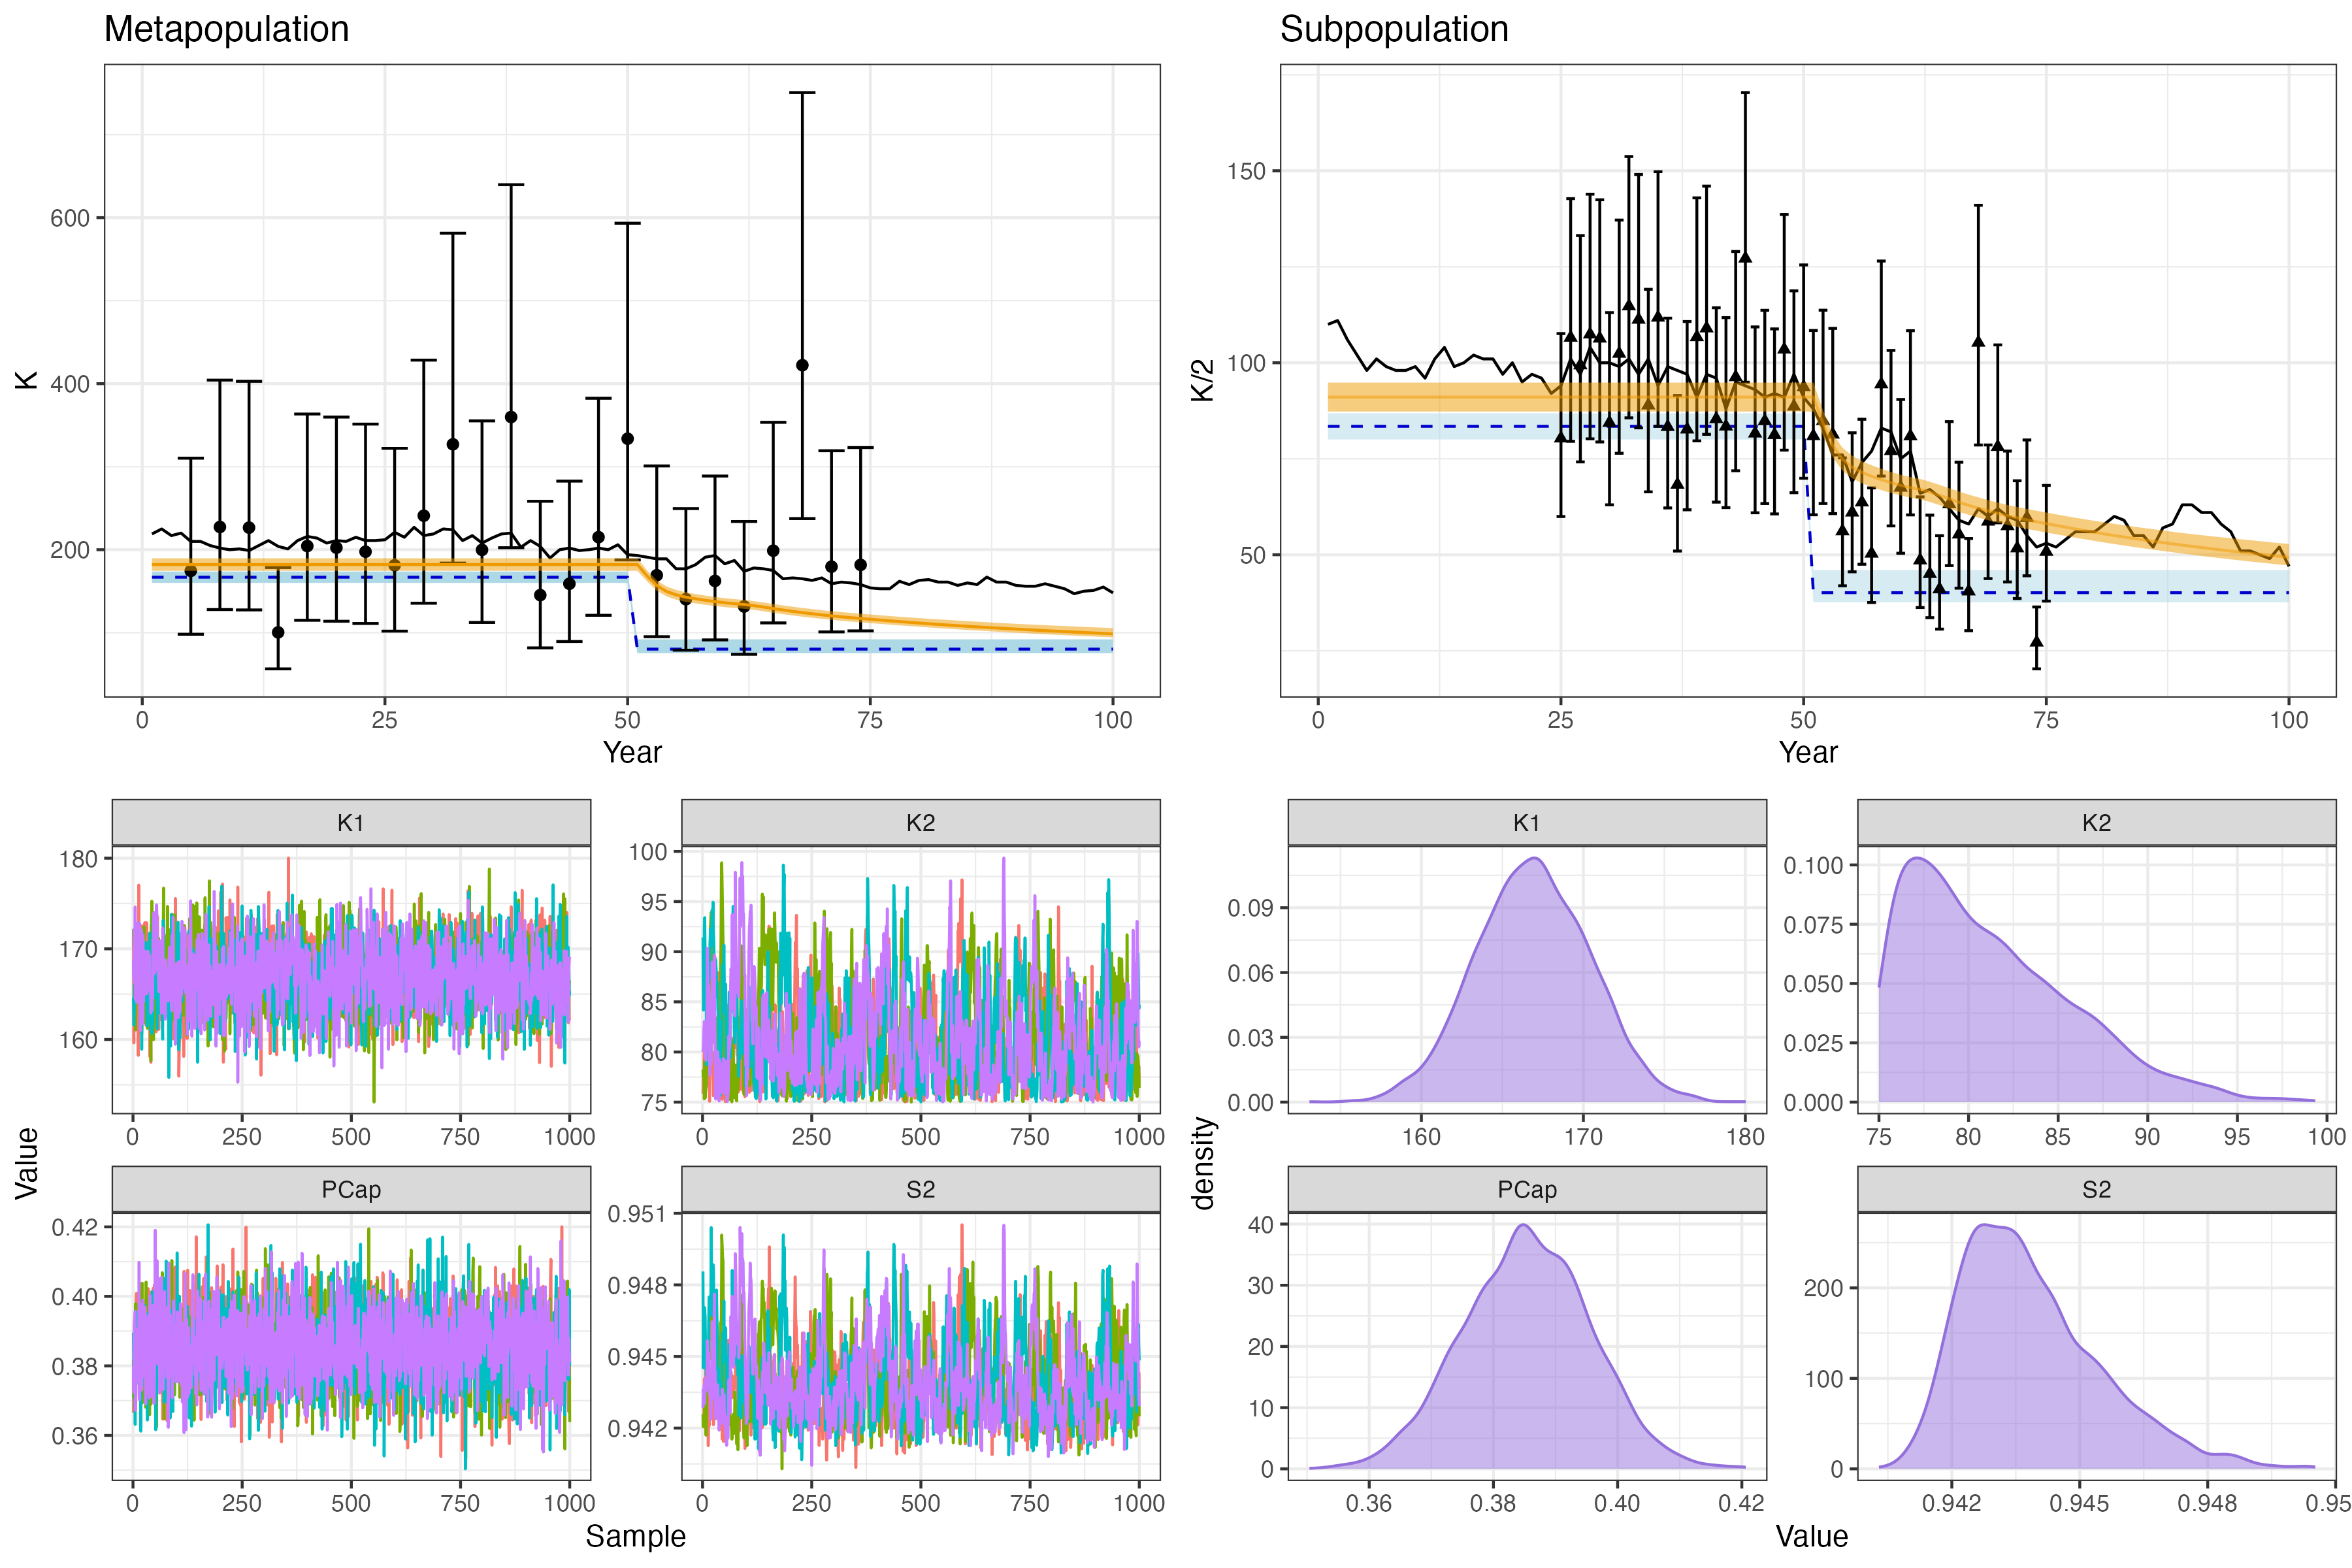 Metapopulation
K
600
400
200
0 25 50 75 100
Year
Subpopulation
K/2
150
100
50
0 25 50 75 100
Year
Value
K1
180
170
160
0 250 500 750 1000
K2
100
95
90
85
80
75
0 250 500 750 1000
PCap
0.42
0.40
0.38
0.36
0 250 500 750 1000
S2
0.951
0.948
0.945
0.942
0 250 500 750 1000
Sample
density
K1
0.09
0.06
0.03
0.00
160 170 180
K2
0.100
0.075
0.050
0.025
0.000
75 80 85 90 95 100
PCap
40
30
20
10
0
0.36 0.38 0.40 0.42
S2
200
100
0
0.942 0.945 0.948 0.95
Value